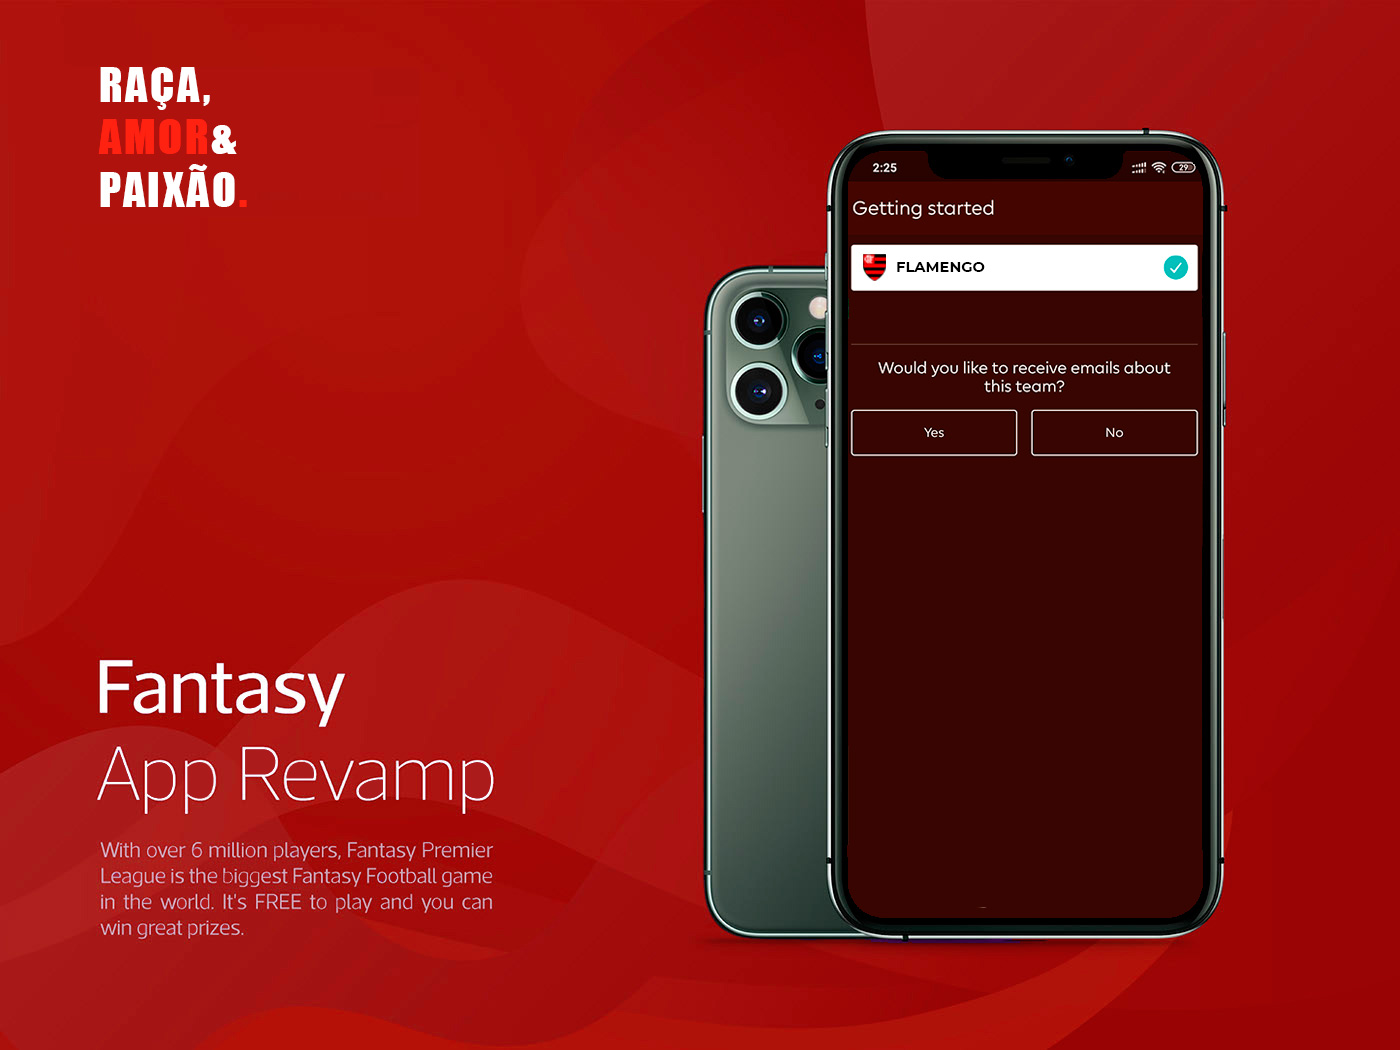 RAÇA,
AMOR&
PAIXÃO.
2:25
29
Getting started
FLAMENGO
Would you like to receive emails about
this team?
Yes
No
Fantasy
App Revamp
With over 6 million players, Fantasy Premier
League is the biggest Fantasy Football game
in the world. It's FREE to play and you can
win great prizes.